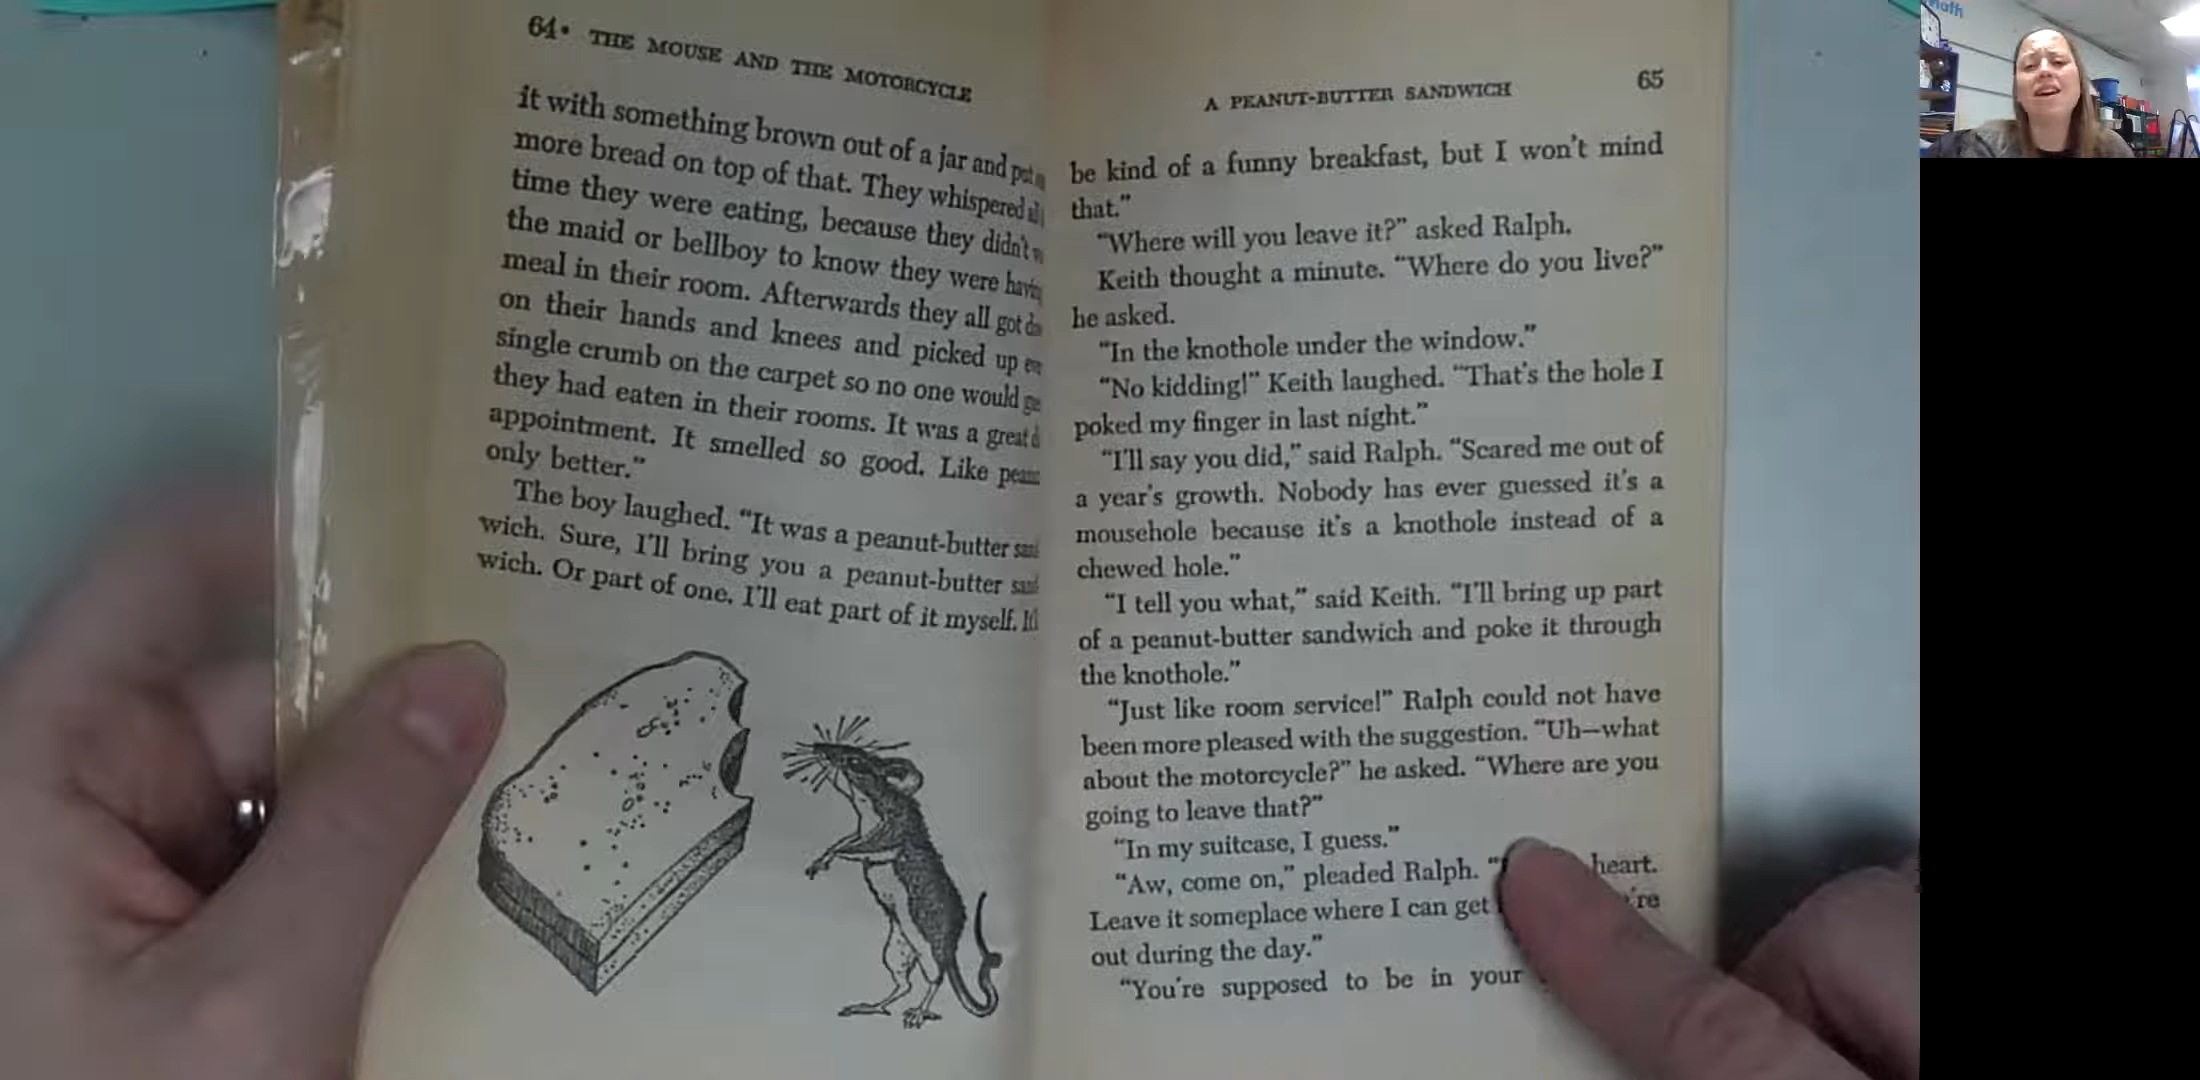 64• THE MOUSE AND THE MOTORCYCLE
it with something brown out of a jar and put
more bread on top of that. They whispered
time they were eating, because they didn't
the maid or bellboy to know they were having
meal in their room. Afterwards they all got
on their hands and knees and picked up
single crumb on the carpet so no one would
they had eaten in their rooms. It was a great
appointment. It smelled so good. Like
only better."
The boy laughed. "It was a peanut-butter
wich. Sure, I'll bring you a peanut-butter
wich. Or part of one. I'll eat part of it myself.
A PEANUT-BUTTER SANDWICH 65
be kind of a funny breakfast, but I won't mind
that."
"Where will you leave it?" asked Ralph.
Keith thought a minute. "Where do you live?"
he asked.
"In the knothole under the window."
"No kidding!" Keith laughed. "That's the hole I
poked my finger in last night."
"I'll say you did," said Ralph. "Scared me out of
a year's growth. Nobody has ever guessed it's a
mousehole because it's a knothole instead of a
chewed hole."
"I tell you what," said Keith. "I'll bring up part
of a peanut-butter sandwich and poke it through
the knothole."
"Just like room service!" Ralph could not have
been more pleased with the suggestion. "Uh—what
about the motorcycle?" he asked. "Where are you
going to leave that?"
"In my suitcase, I guess."
"Aw, come on," pleaded Ralph. heart.
Leave it someplace where I can get
out during the day."
"You're supposed to be in your